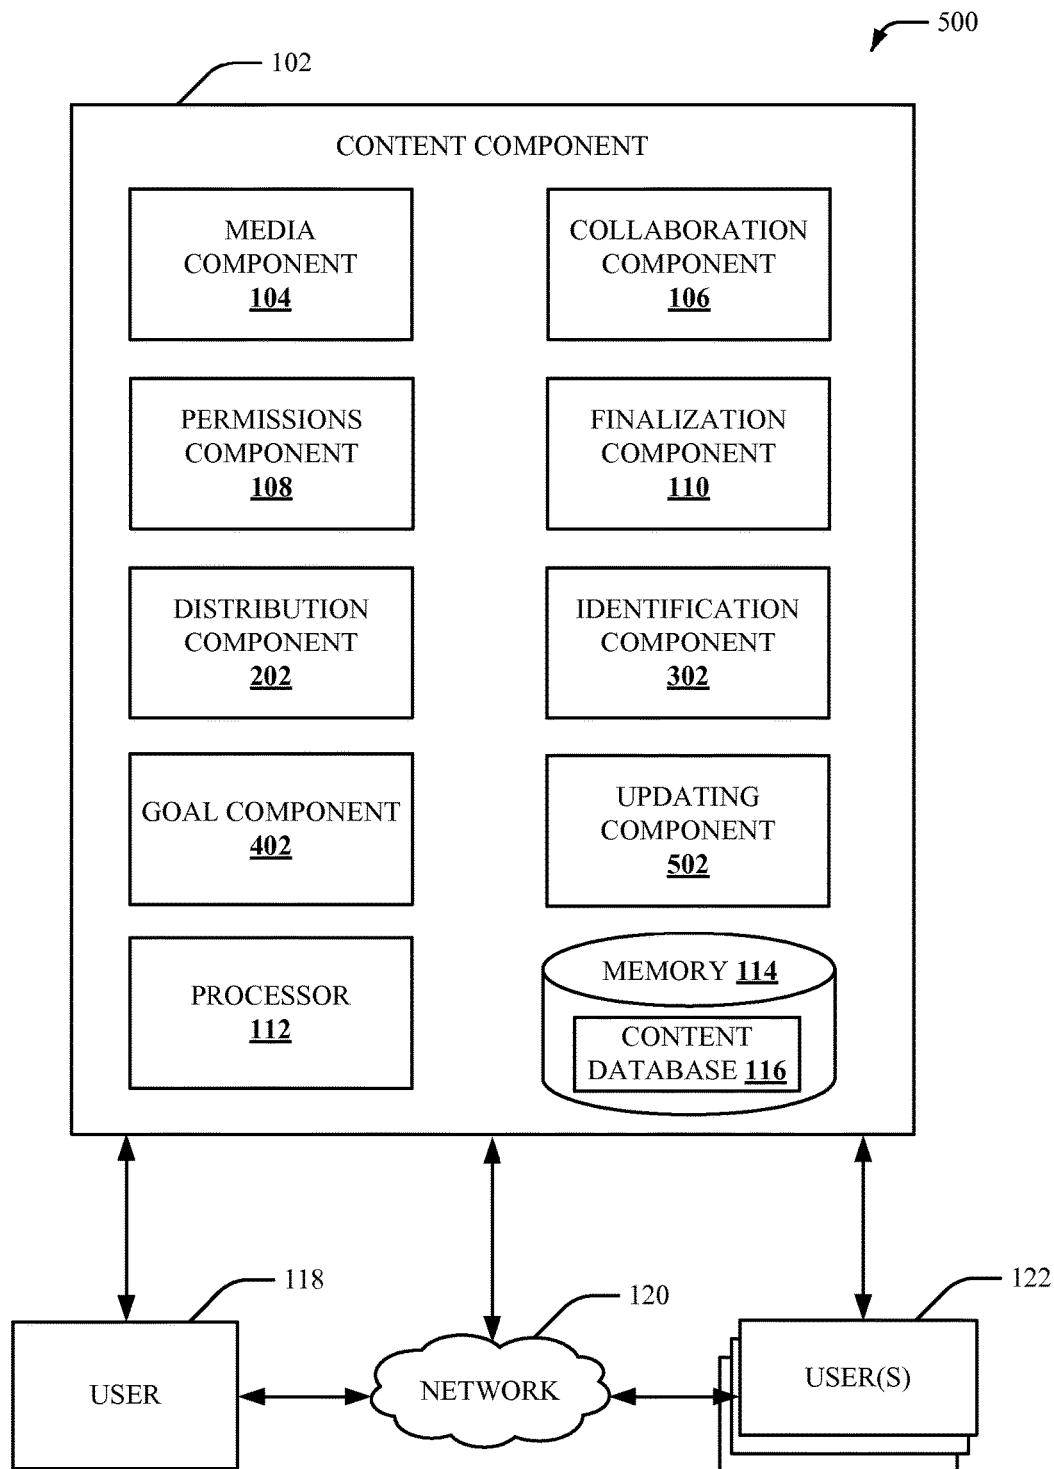 500
102
CONTENT COMPONENT
MEDIA
COMPONENT
104
COLLABORATION
COMPONENT
106
PERMISSIONS
COMPONENT
108
FINALIZATION
COMPONENT
110
DISTRIBUTION
COMPONENT
202
IDENTIFICATION
COMPONENT
302
GOAL COMPONENT
402
UPDATING
COMPONENT
502
PROCESSOR
112
MEMORY 114
CONTENT
DATABASE 116
118
120
122
USER
NETWORK
USER(S)